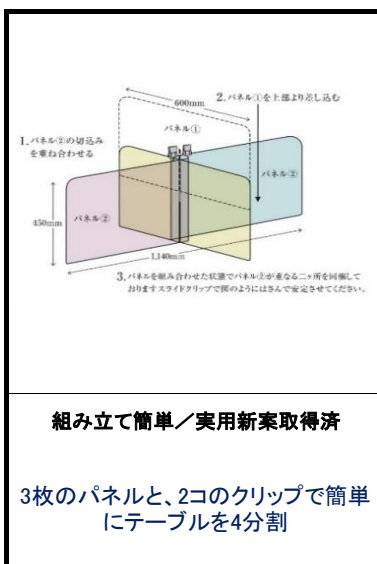 600mm
2.パネル①を上部より差し込む
パネル①
1.パネル②の切込み
を重ね合わせる
パネル②
パネル②
450mm
1,140mm
3.パネルを組み合わせた状態でパネル②が重なる二ヶ所を同梱して
おりますスライドクリップで図のようにはさんで安定させてください。
組み立て簡単／実用新案取得済
3枚のパネルと、2コのクリップで簡単
にテーブルを4分割